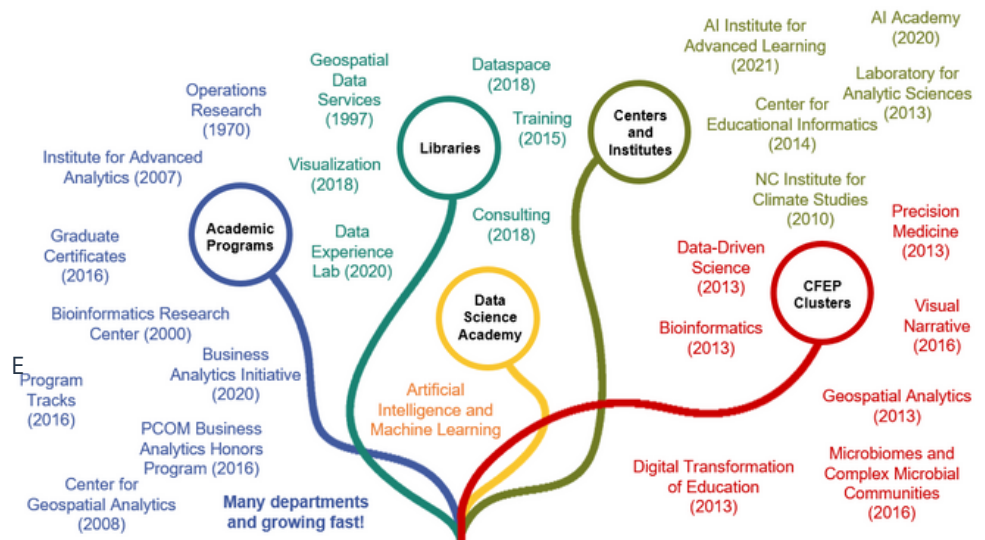 Operations
Research
(1970)
Institute for Advanced
Analytics (2007)
Academic
Programs
Graduate
Certificates
(2016)
Bioinformatics Research
Center (2000)
Business
Analytics Initiative
(2020)
E
Program
Tracks
(2016)
PCOM Business
Analytics Honors
Program (2016)
Center for
Geospatial Analytics
(2008)
Many departments
and growing fast!
Geospatial
Data
Services
(1997)
Dataspace
(2018)
Training
(2015)
Libraries
Visualization
(2018)
Consulting
(2018)
Data
Experience
Lab (2020)
Data
Science
Academy
Artificial
Intelligence and
Machine Learning
AI Institute for
Advanced Learning
(2021)
AI Academy
(2020)
Laboratory for
Analytic Sciences
(2013)
Centers
and
Institutes
Center for
Educational Informatics
(2014)
NC Institute for
Climate Studies
(2010)
Precision
Medicine
(2013)
Data-Driven
Science
(2013)
CFEP
Clusters
Visual
Narrative
(2016)
Bioinformatics
(2013)
Geospatial Analytics
(2013)
Digital Transformation
of Education
(2013)
Microbiomes and
Complex Microbial
Communities
(2016)